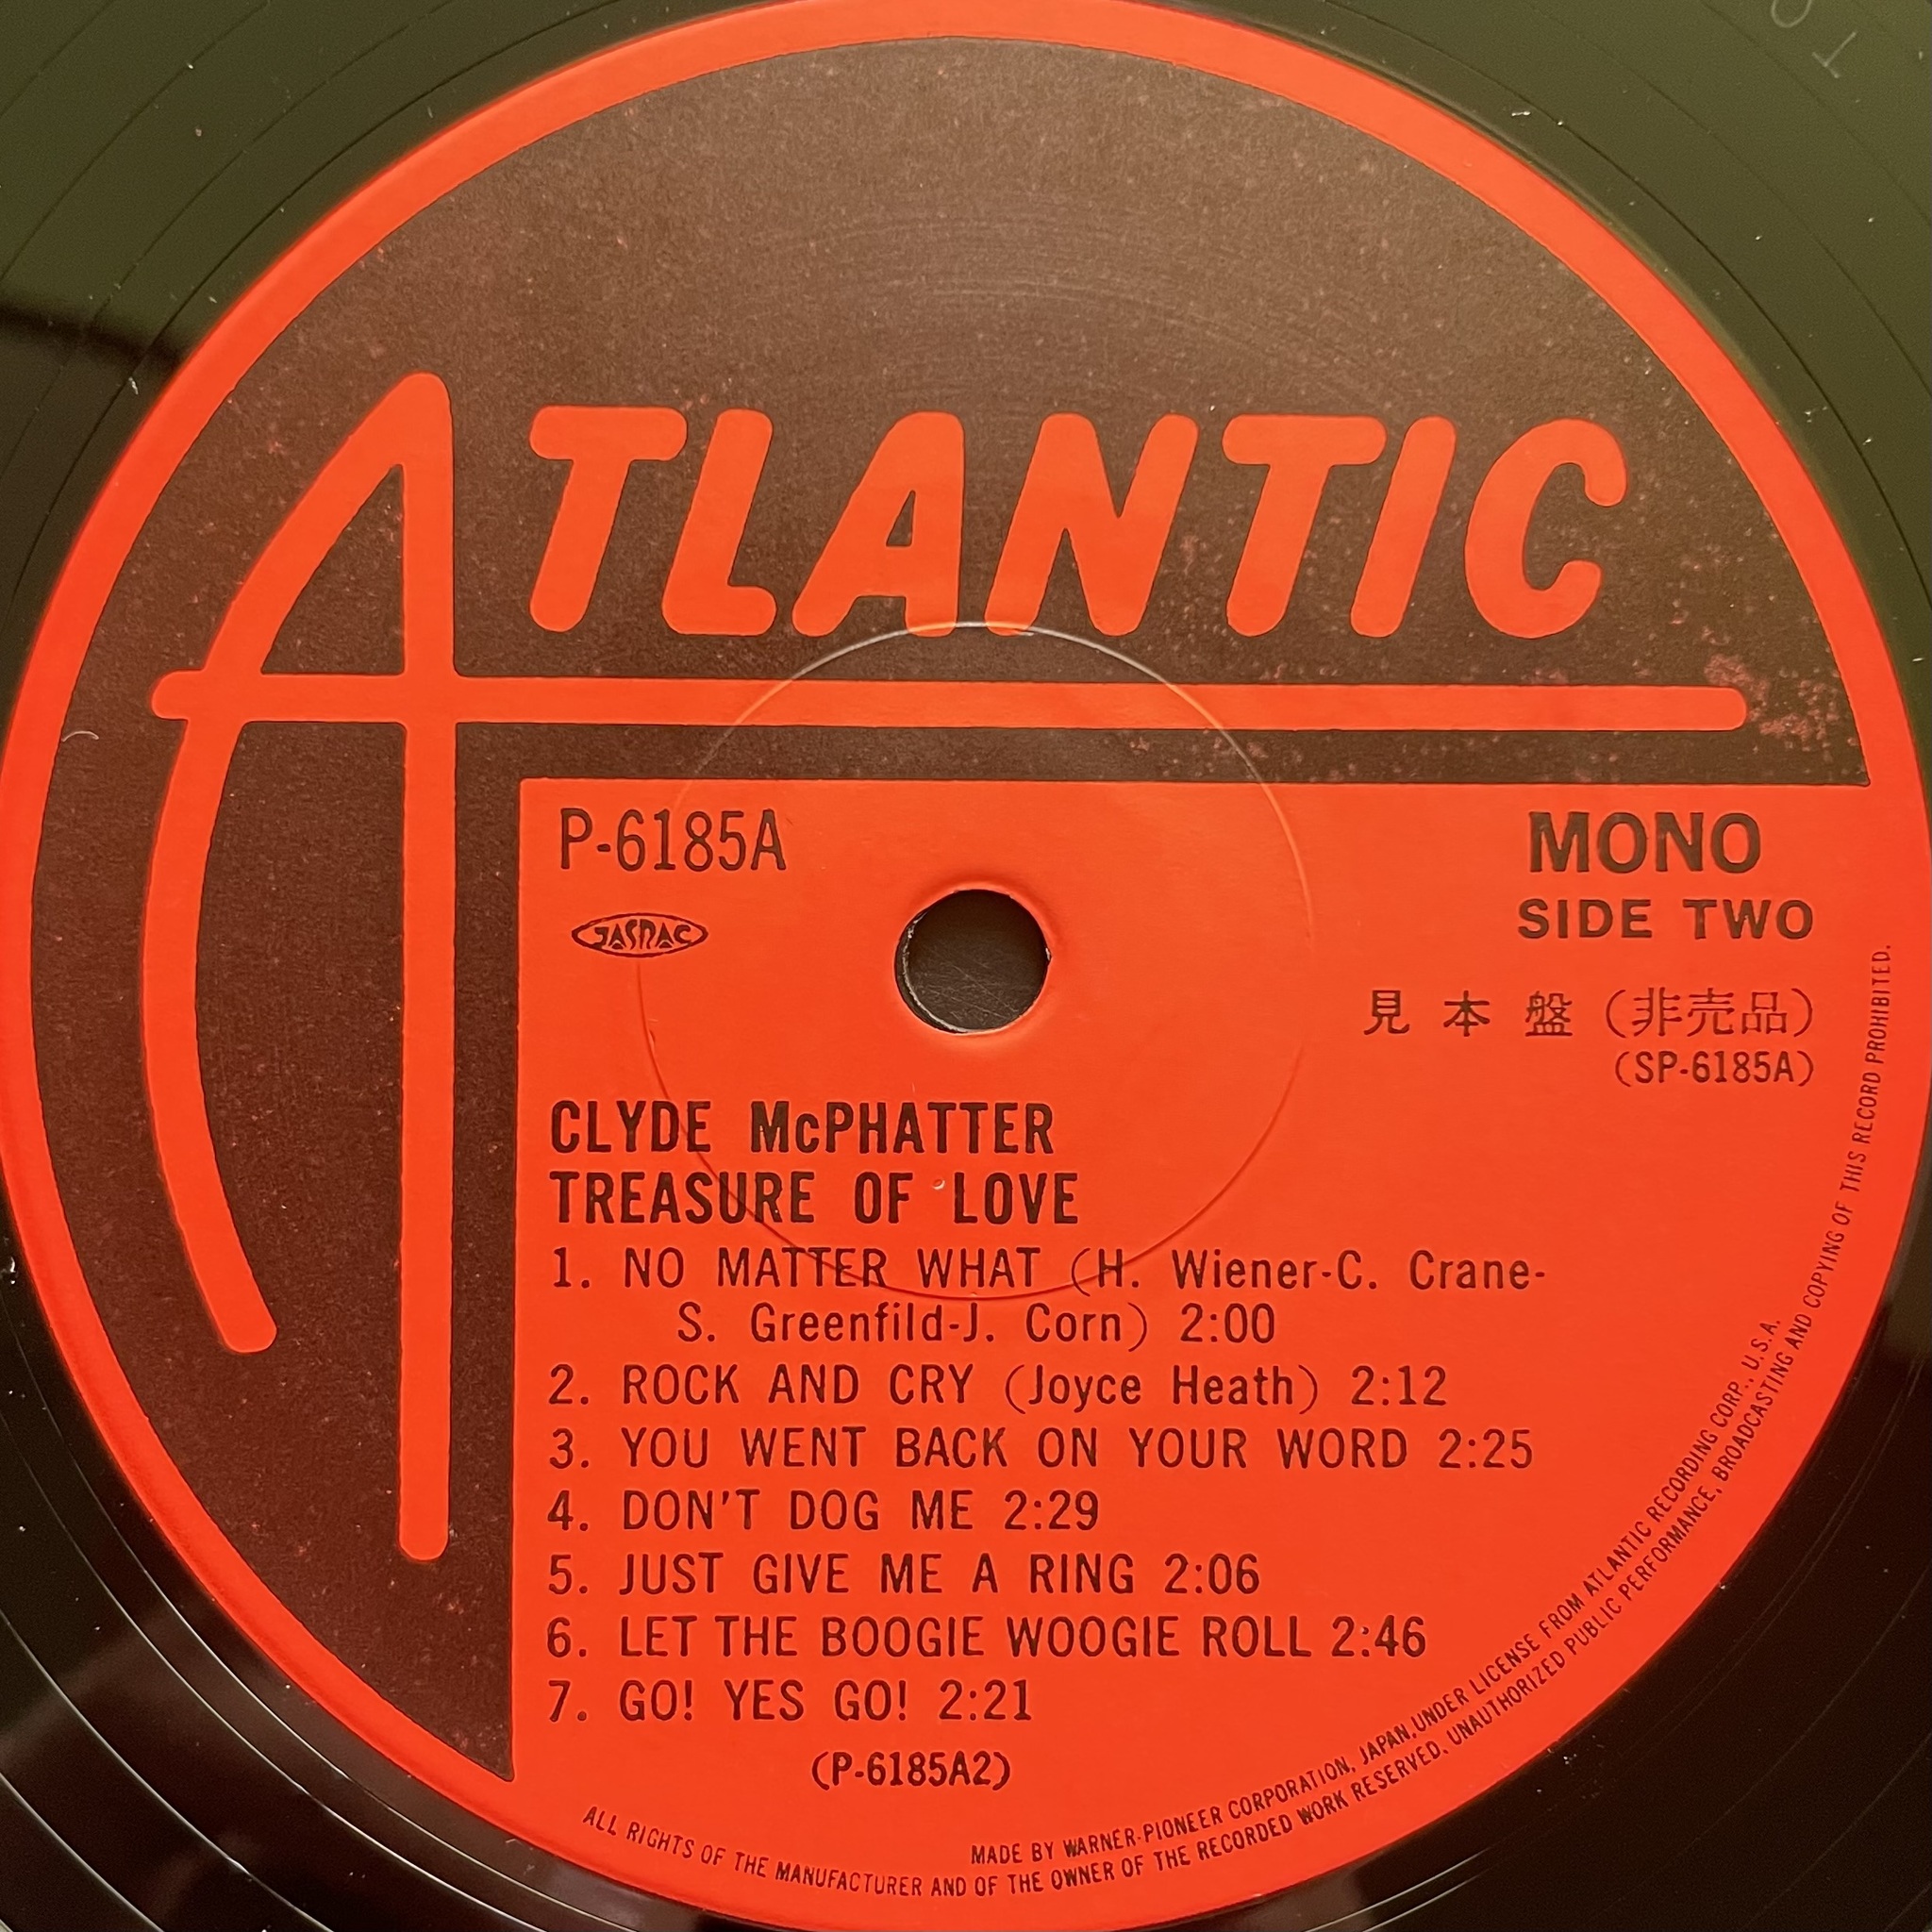 ATLANTIC
P-6185A
MONO
JASRAC
SIDE TWO
見本盤(非売品)
(SP-6185A)
CLYDE McPHATTER
TREASURE OF LOVE
1. NO MATTER WHAT (H. Wiener-C. Crane-
S. Greenfild-J. Corn) 2:00
2. ROCK AND CRY (Joyce Heath) 2:12
3. YOU WENT BACK ON YOUR WORD 2:25
4. DON'T DOG ME 2:29
5. JUST GIVE ME A RING 2:06
6. LET THE BOOGIE WOOGIE ROLL 2:46
7. GO! YES GO! 2:21
(P-6185A2)
MADE BY WARNER-PIONEER CORPORATION, JAPAN, UNDER LICENSE FROM ATLANTIC RECORDING CORP., U.S.A.
ALL RIGHTS OF THE MANUFACTURER AND OF THE OWNER OF THE RECORDED WORK RESERVED. UNAUTHORIZED PUBLIC PERFORMANCE, BROADCASTING AND COPYING OF THIS RECORD PROHIBITED.